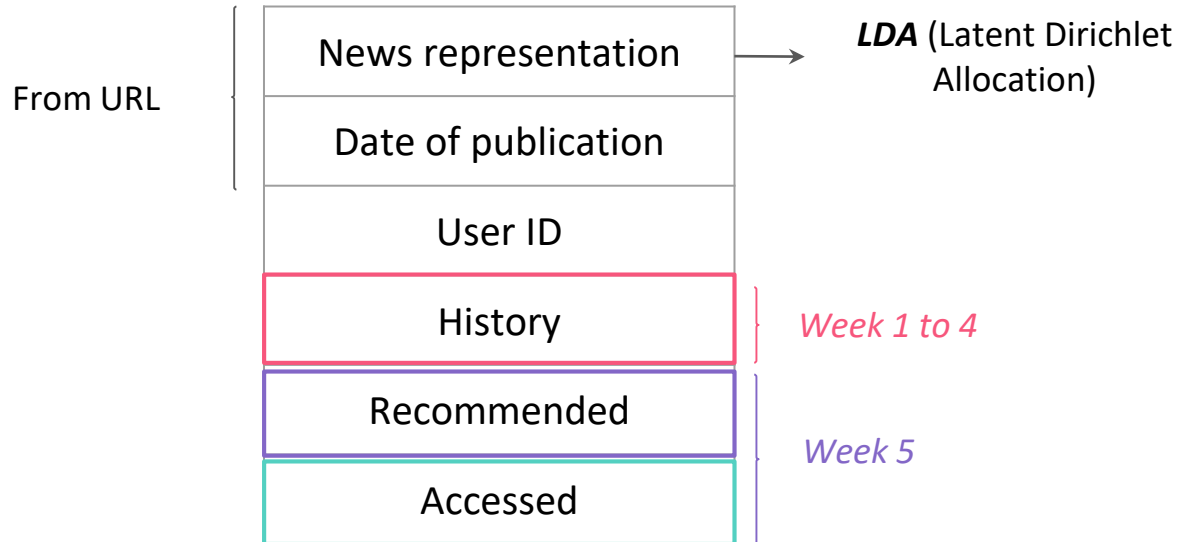 News representation
LDA (Latent Dirichlet
Allocation)
From URL
Date of publication
User ID
History
Week 1 to 4
Recommended
Week 5
Accessed